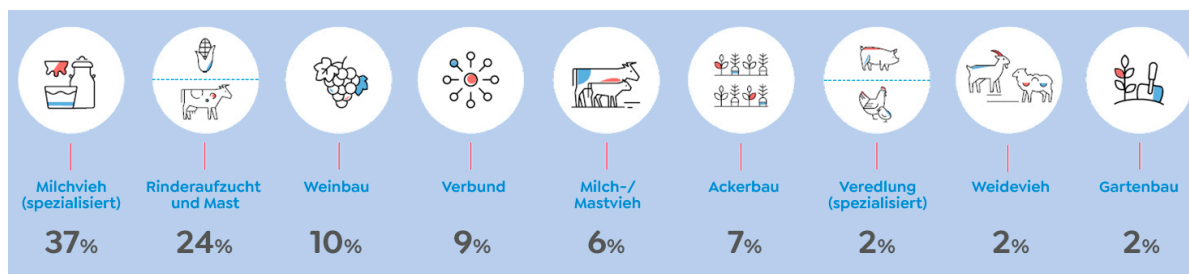 Milchvieh
(spezialisiert)
37%
Rinderaufzucht
und Mast
24%
Weinbau
10%
Verbund
9%
Milch-/
Mastvieh
6%
Ackerbau
7%
Veredlung
(spezialisiert)
2%
Weidevieh
2%
Gartenbau
2%